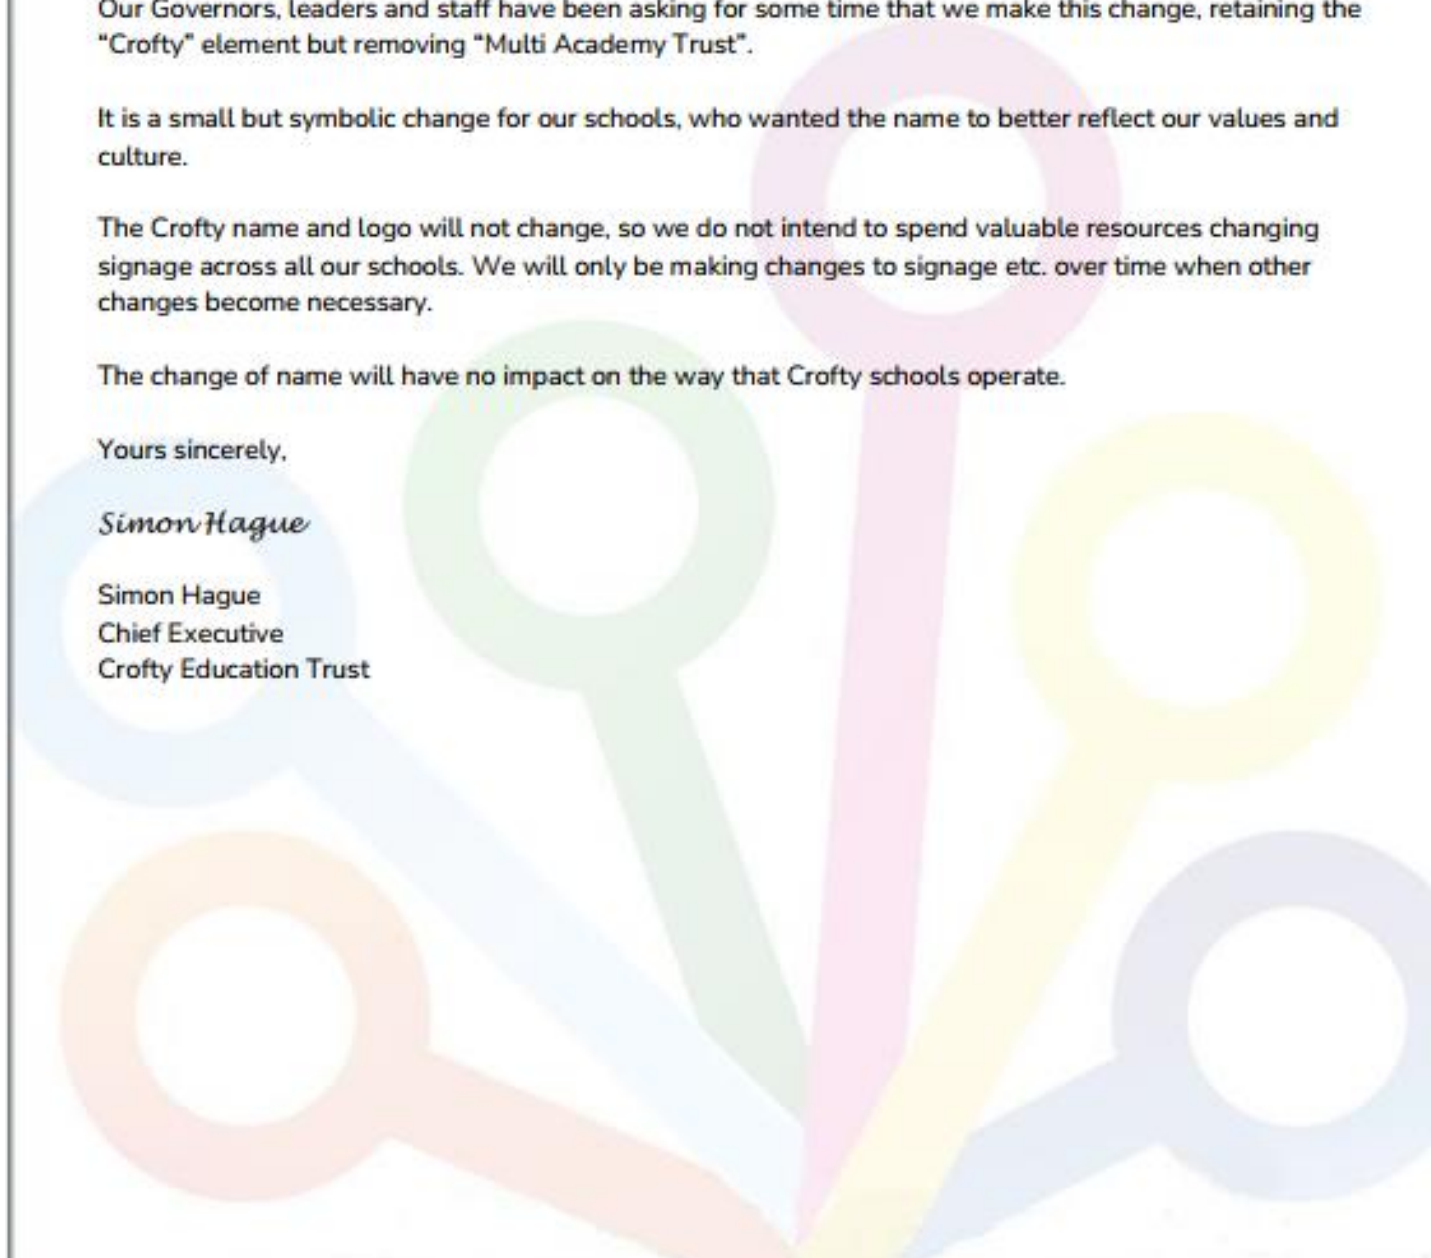 Our Governors, leaders and staff have been asking for some time that we make this change, retaining the
“Crofty” element but removing “Multi Academy Trust”.
It is a small but symbolic change for our schools, who wanted the name to better reflect our values and
culture.
The Crofty name and logo will not change, so we do not intend to spend valuable resources changing
signage across all our schools. We will only be making changes to signage etc. over time when other
changes become necessary.
The change of name will have no impact on the way that Crofty schools operate.
Yours sincerely,
Simon Hague
Simon Hague
Chief Executive
Crofty Education Trust